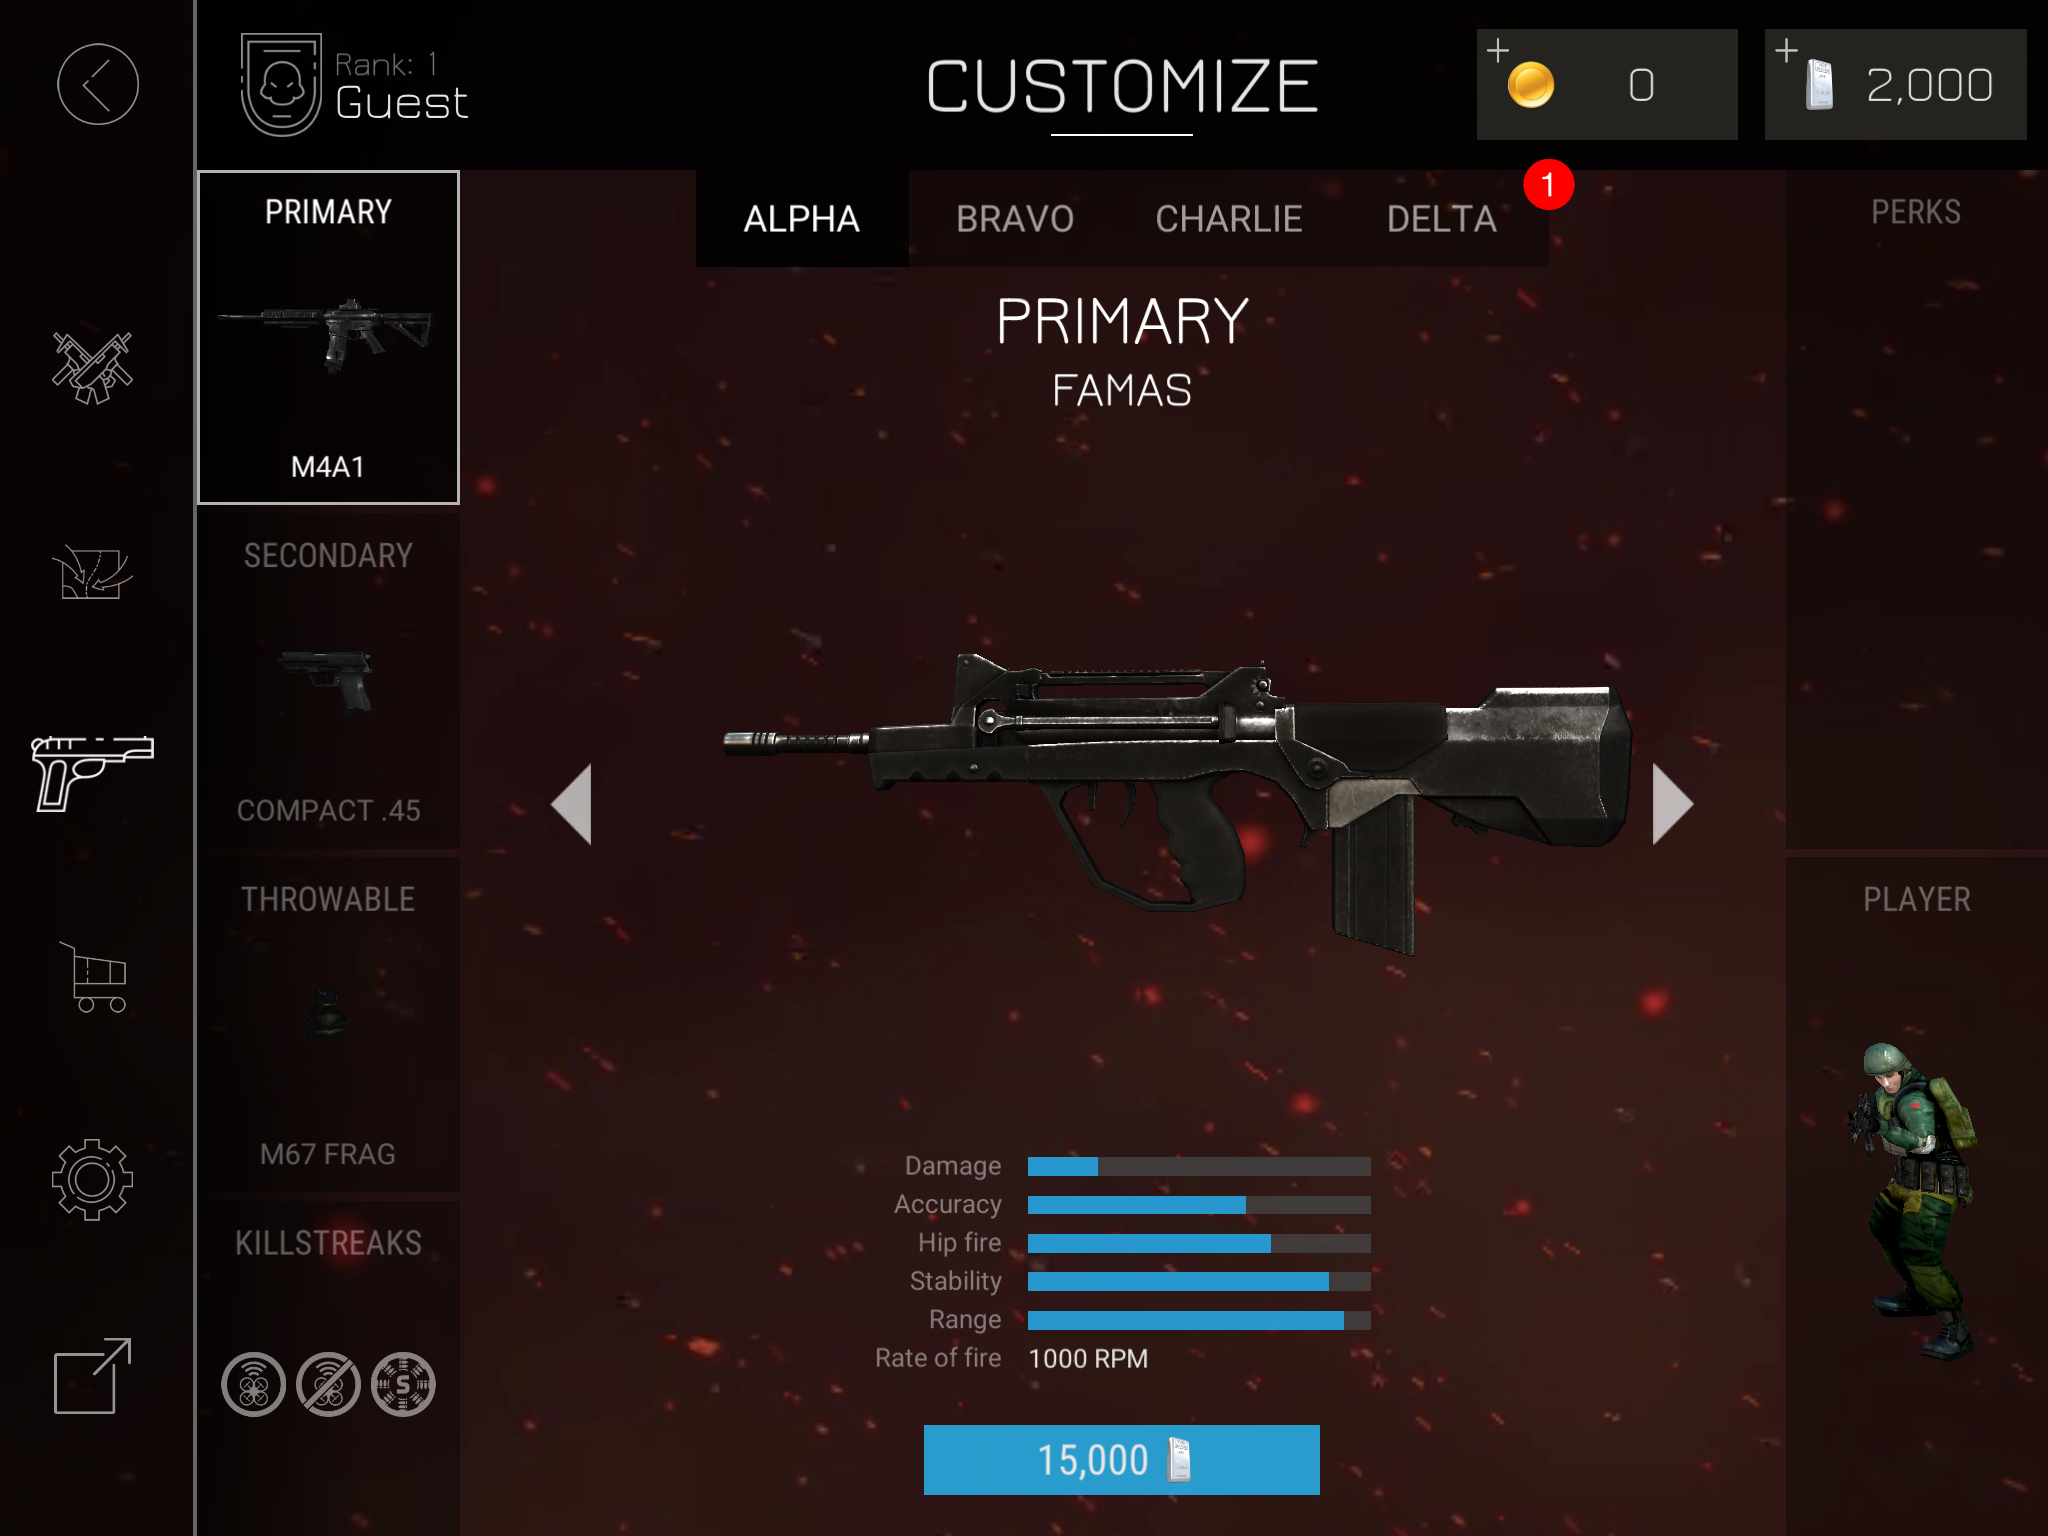 Rank: 1
Guest
CUSTOMIZE
0
2,000
PRIMARY
M4A1
SECONDARY
COMPACT .45
THROWABLE
M67 FRAG
KILLSTREAKS
S
ALPHA
BRAVO
CHARLIE
DELTA
1
PRIMARY
FAMAS
Damage
Accuracy
Hip fire
Stability
Range
Rate of fire 1000 RPM
15,000
PERKS
PLAYER